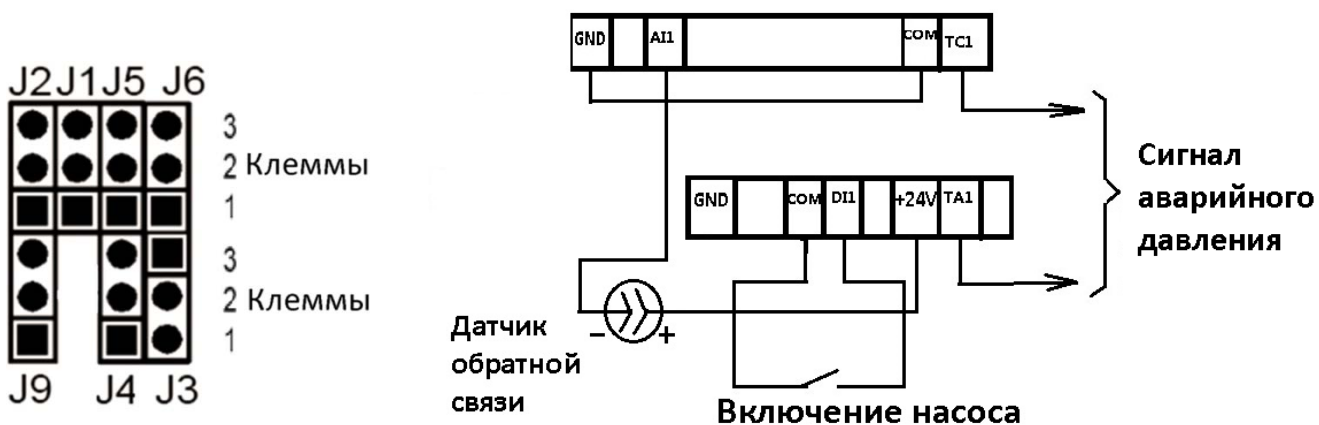 J2 J1 J5 J6
3
2 Клеммы
1
3
2 Клеммы
1
J9 J4 J3
GND AI1 COM TC1
GND COM DI1 +24V TA1
Сигнал
аварийного
давления
Датчик
обратной
связи
– +
Включение насоса